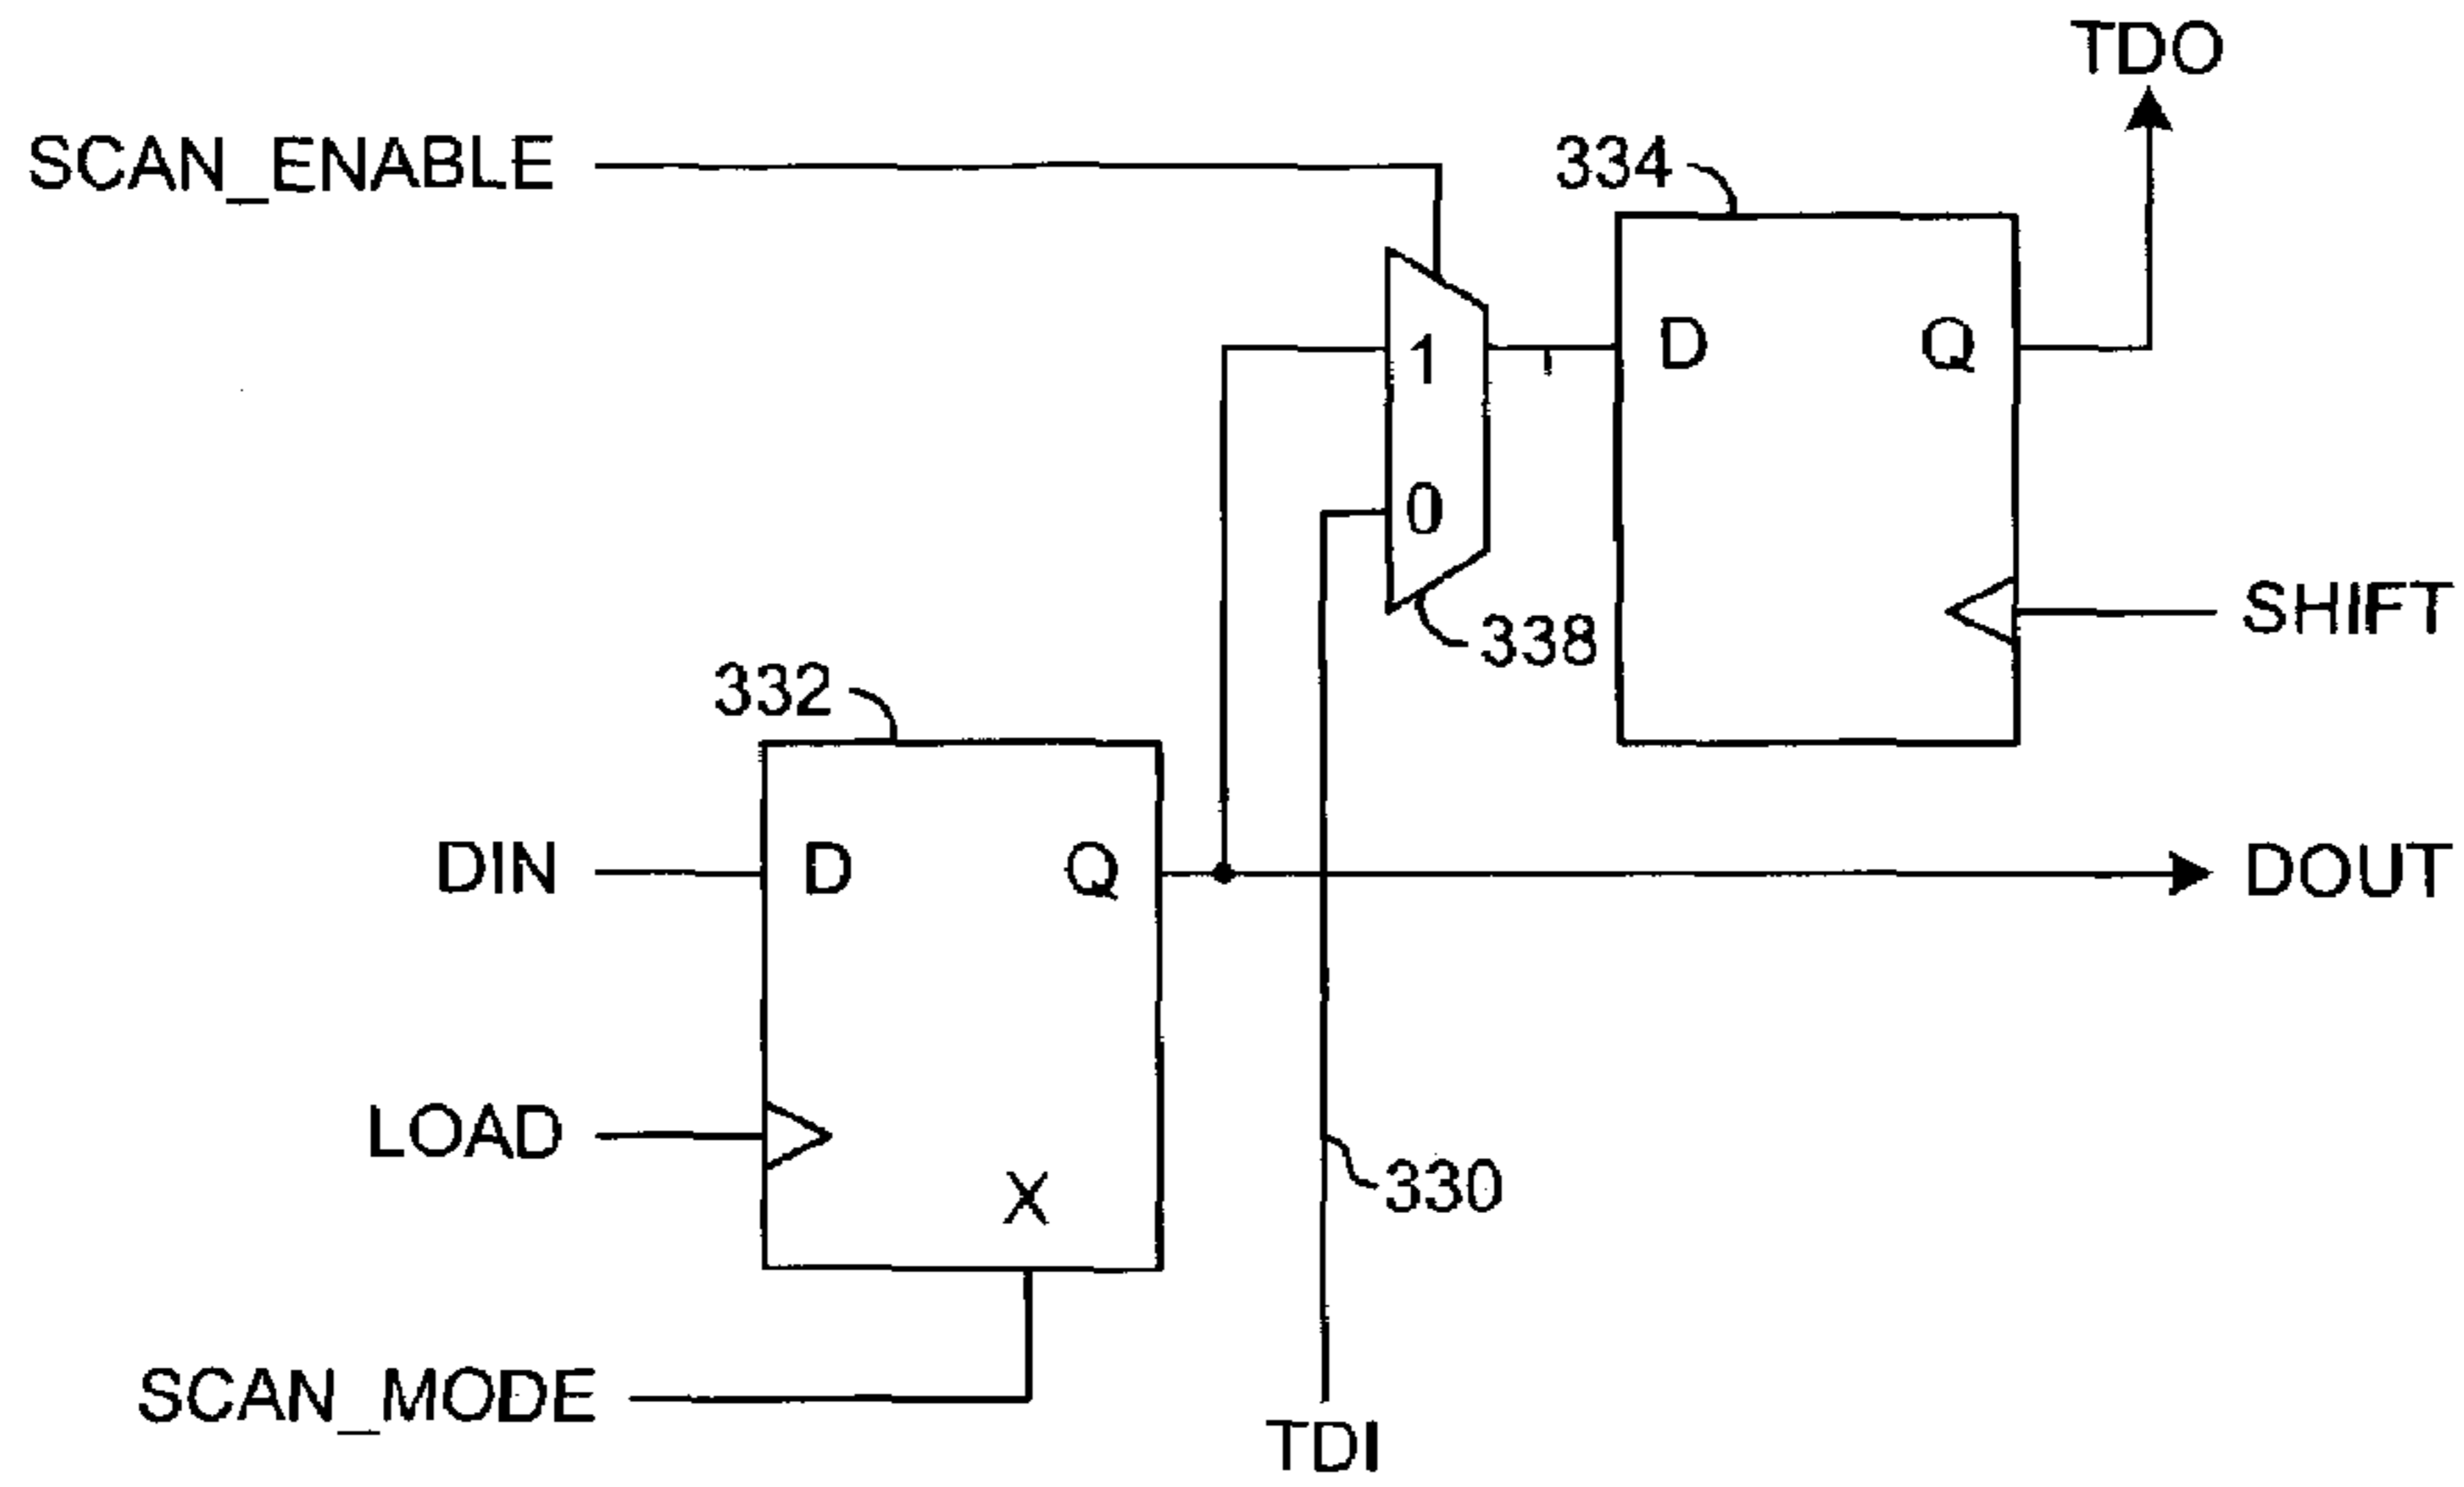 TDO
SCAN_ENABLE
334
1
D
Q
0
SHIFT
338
332
DIN
D
Q
DOUT
LOAD
X
330
SCAN_MODE
TDI